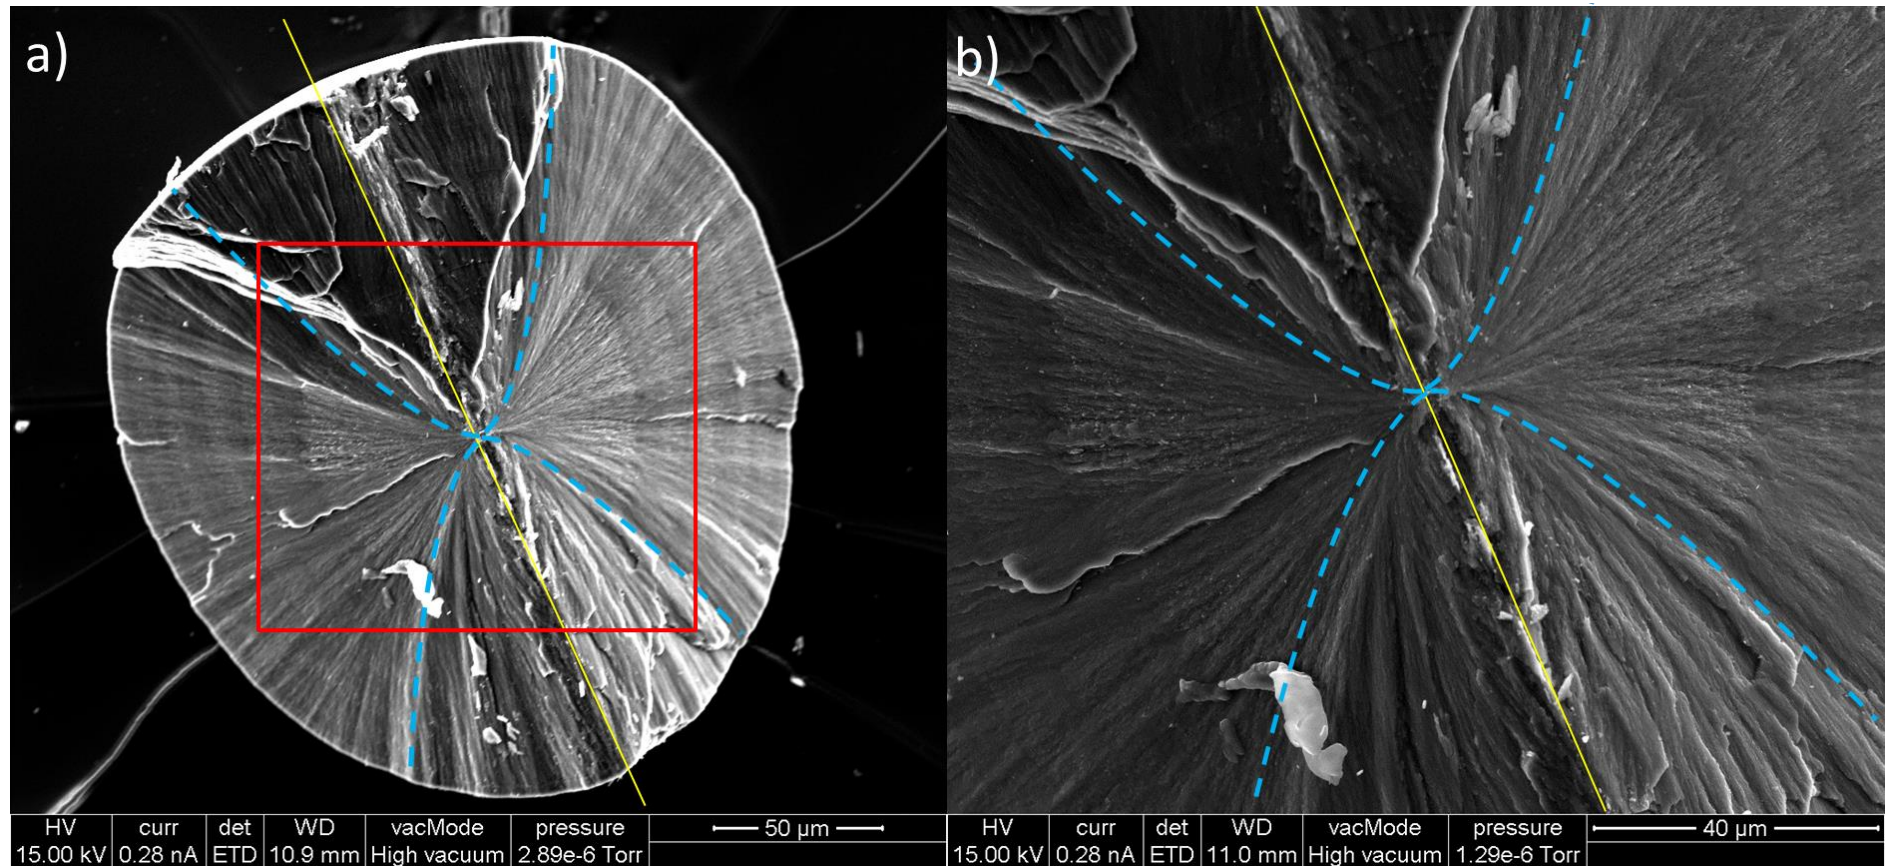 a)
HV curr det WD vacMode pressure
15.00 kV 0.28 nA ETD 10.9 mm High vacuum 2.89e-6 Torr
50 µm
b)
HV curr det WD vacMode pressure
15.00 kV 0.28 nA ETD 11.0 mm High vacuum 1.29e-6 Torr
40 µm